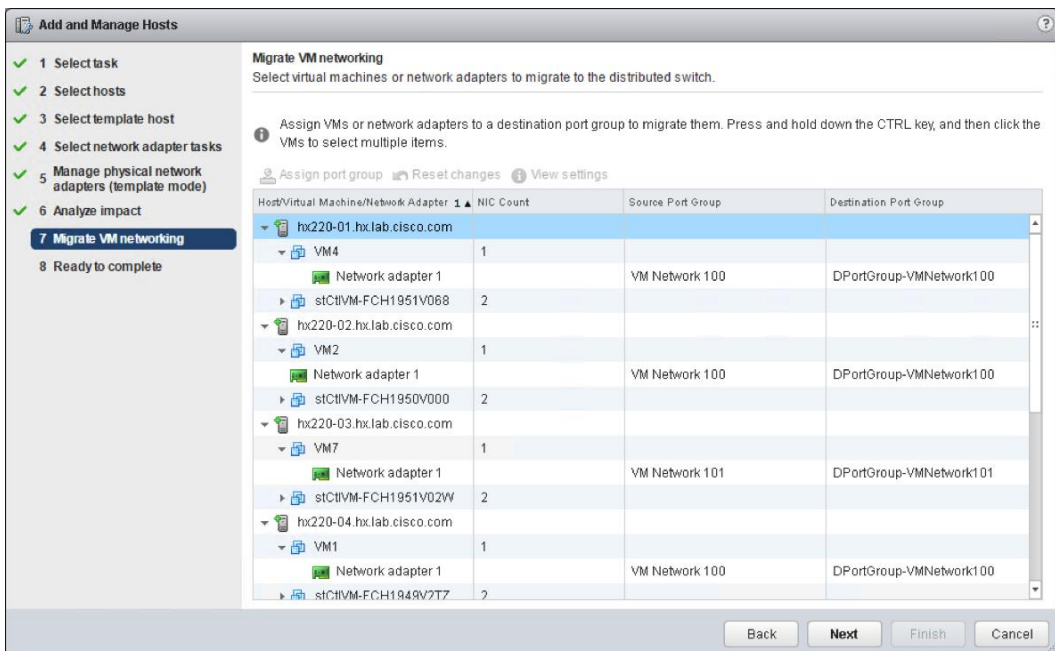 Add and Manage Hosts
?
1 Select task
2 Select hosts
3 Select template host
4 Select network adapter tasks
5 Manage physical network
adapters (template mode)
6 Analyze impact
7 Migrate VM networking
8 Ready to complete
Migrate VM networking
Select virtual machines or network adapters to migrate to the distributed switch.
Assign VMs or network adapters to a destination port group to migrate them. Press and hold down the CTRL key, and then click the
VMs to select multiple items.
Assign port group Reset changes View settings
Host/Virtual Machine/Network Adapter 1 ▲ NIC Count Source Port Group Destination Port Group
hx220-01.hx.lab.cisco.com
VM4 1
Network adapter 1 VM Network 100 DPortGroup-VMNetwork100
stCtlVM-FCH1951V068 2
hx220-02.hx.lab.cisco.com
VM2 1
Network adapter 1 VM Network 100 DPortGroup-VMNetwork100
stCtlVM-FCH1950V000 2
hx220-03.hx.lab.cisco.com
VM7 1
Network adapter 1 VM Network 101 DPortGroup-VMNetwork101
stCtlVM-FCH1951V02W 2
hx220-04.hx.lab.cisco.com
VM1 1
Network adapter 1 VM Network 100 DPortGroup-VMNetwork100
stCtlVM-FCH1949V2TZ 2
Back Next Finish Cancel